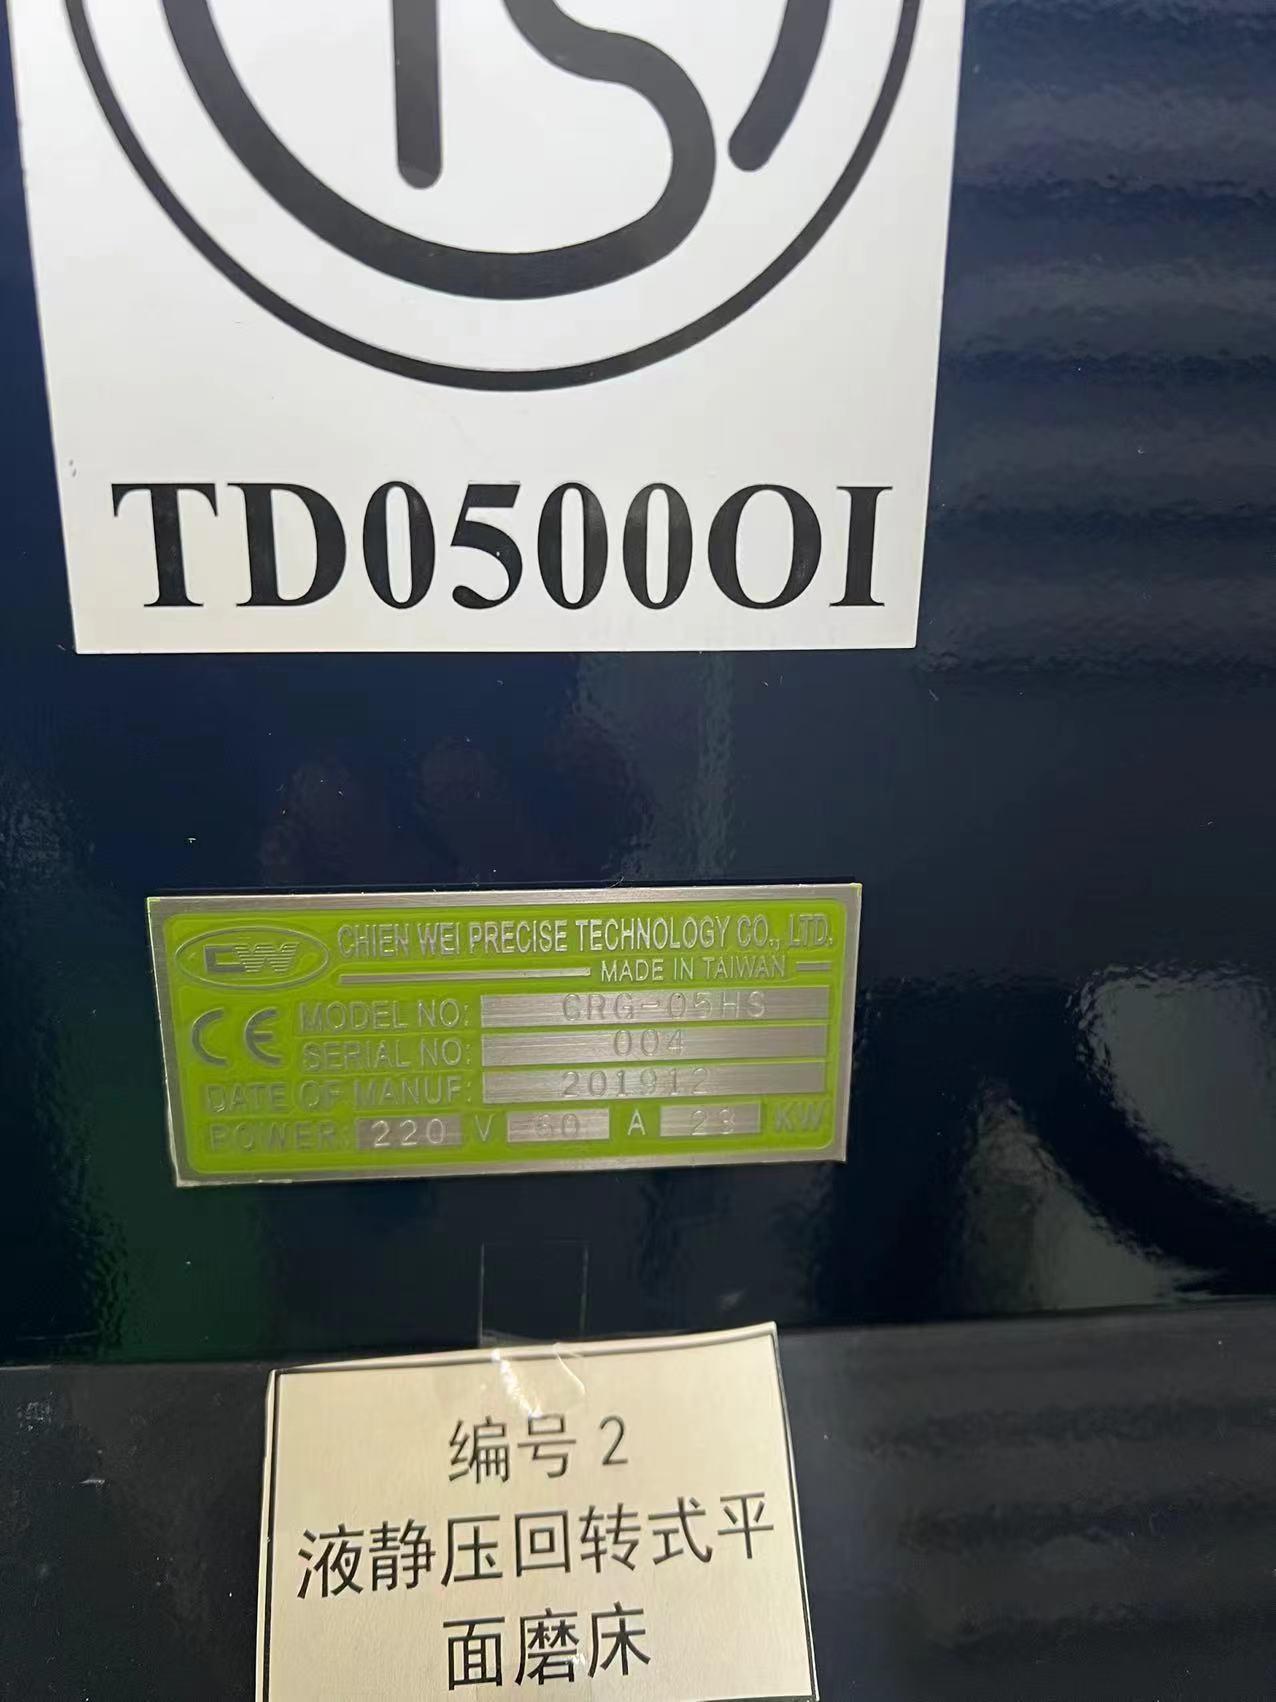 TD0500OI
CW CHIEN WEI PRECISE TECHNOLOGY CO., LTD.
MADE IN TAIWAN
CE MODEL NO: CRG-05HS
SERIAL NO: 004
DATE OF MANUF: 201912
POWER: 220 V 60 A 23 KW
编号2
液静压回转式平
面磨床